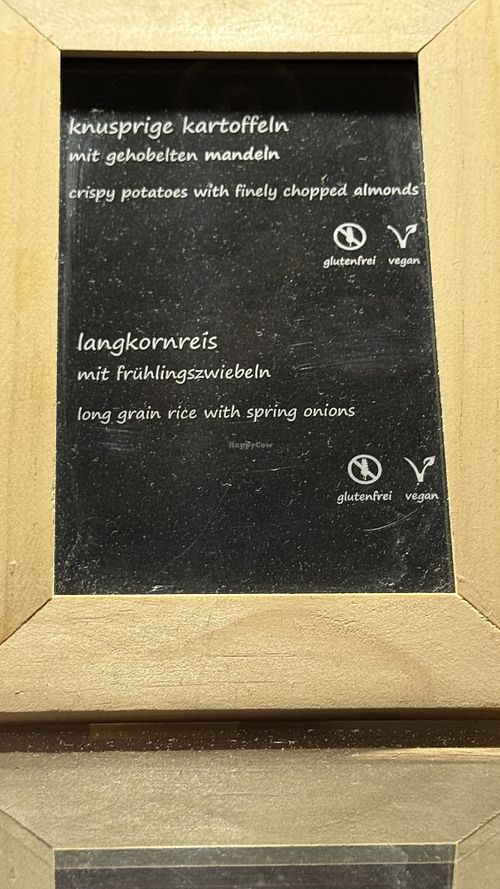 knusprige kartoffeln
mit gehobelten mandeln
crispy potatoes with finely chopped almonds
glutenfrei vegan
langkornreis
mit frühlingszwiebeln
long grain rice with spring onions
HappyCow
glutenfrei vegan